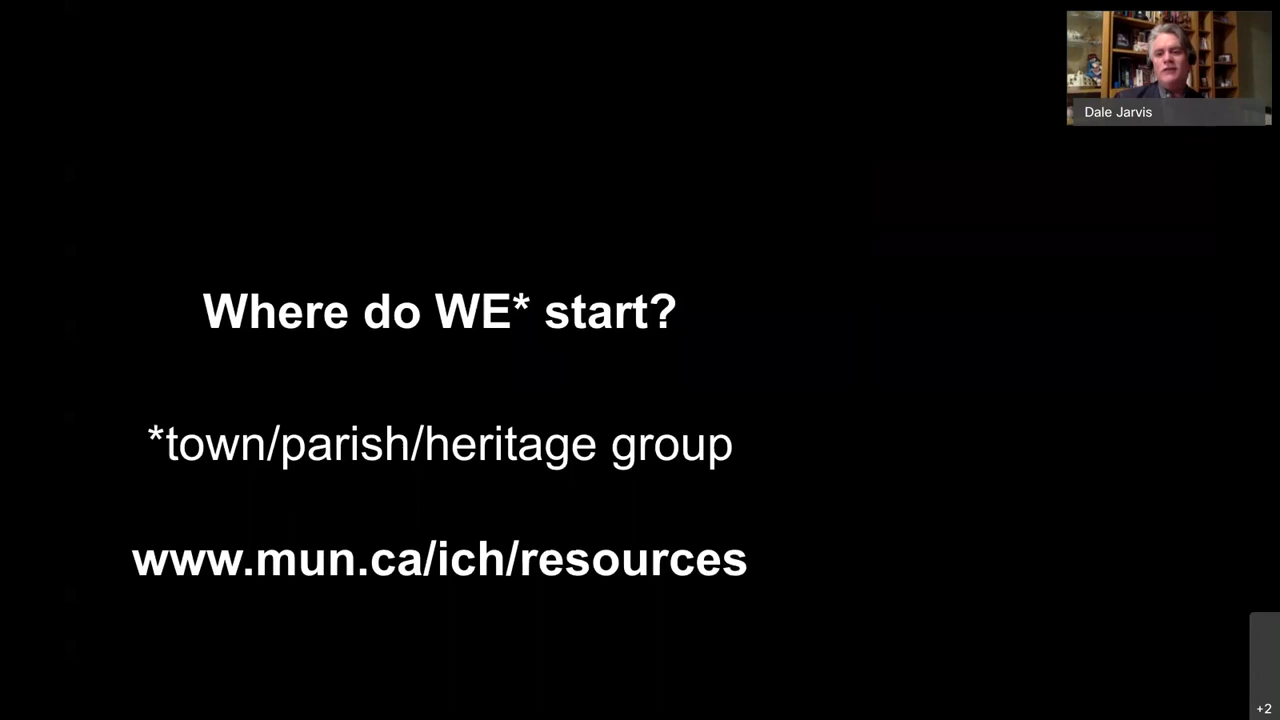 Dale Jarvis
Where do WE* start?
*town/parish/heritage group
www.mun.ca/ich/resources
+2